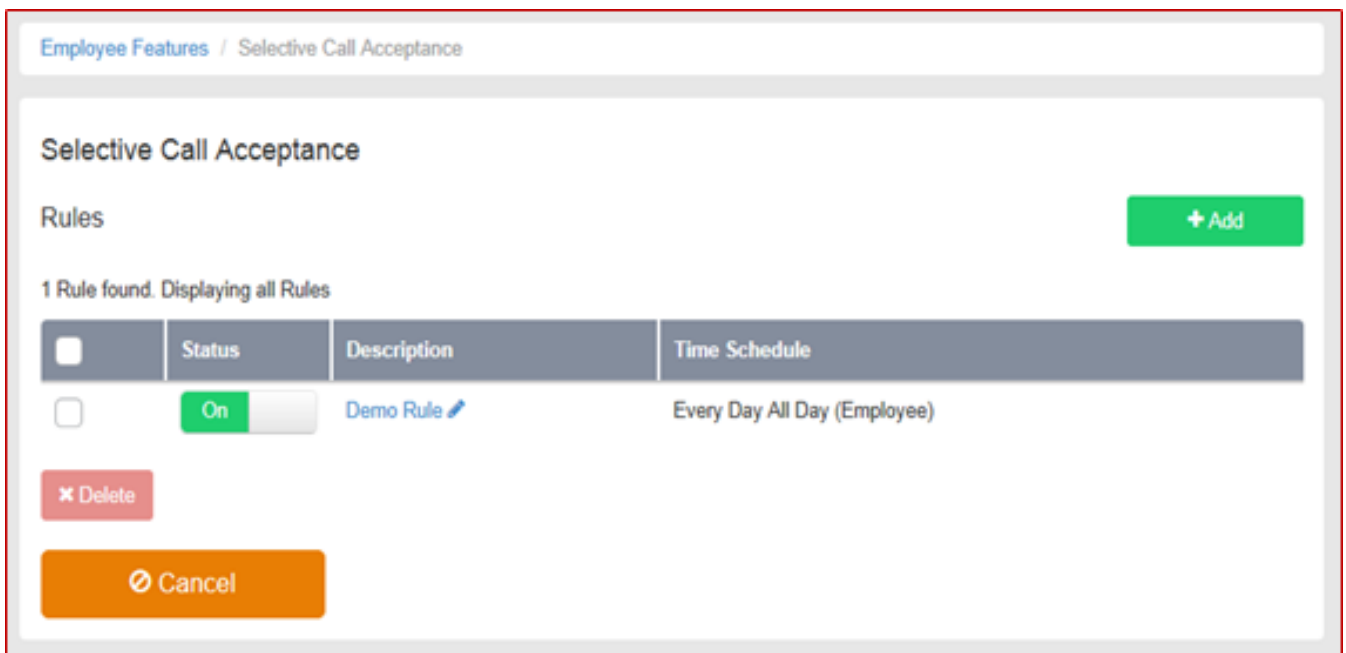 Employee Features / Selective Call Acceptance
Selective Call Acceptance
Rules
+ Add
1 Rule found. Displaying all Rules
Status Description Time Schedule
On Demo Rule Every Day All Day (Employee)
✖ Delete
⊘ Cancel